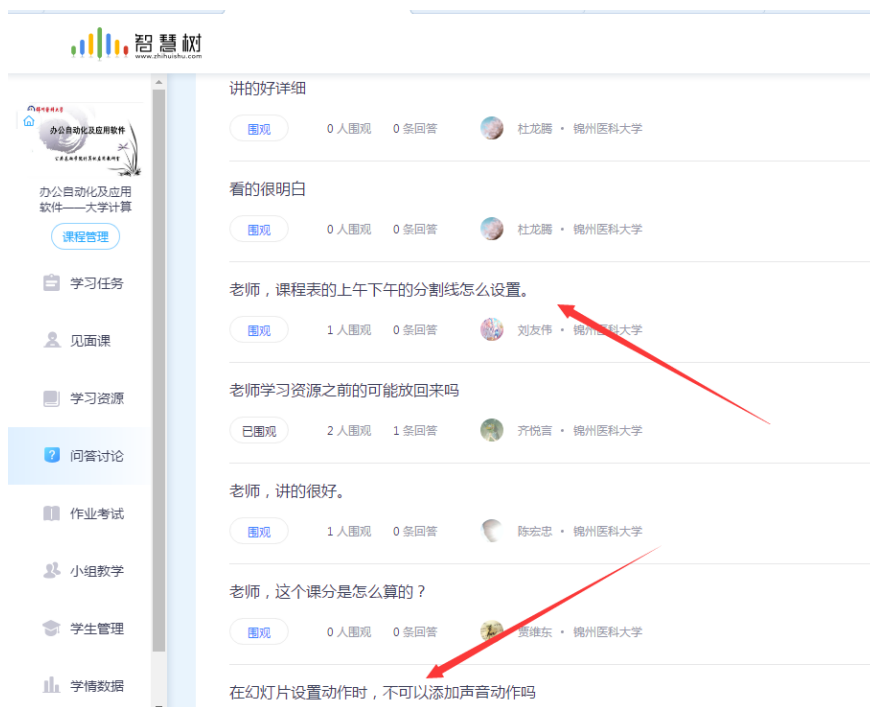 智慧树
www.zhihuishu.com
办公自动化及应用软件
办公自动化及应用
软件——大学计算
课程管理
学习任务
见面课
学习资源
问答讨论
作业考试
小组教学
学生管理
学情数据
讲的好详细
围观 0 人围观 0 条回答 杜龙腾 · 锦州医科大学
看的很明白
围观 0 人围观 0 条回答 杜龙腾 · 锦州医科大学
老师，课程表的上午下午的分割线怎么设置。
围观 1 人围观 0 条回答 刘友伟 · 锦州医科大学
老师学习资源之前的可能放回来吗
已围观 2 人围观 1 条回答 齐悦言 · 锦州医科大学
老师，讲的很好。
围观 1 人围观 0 条回答 陈宏忠 · 锦州医科大学
老师，这个课分是怎么算的？
围观 0 人围观 0 条回答 贾维东 · 锦州医科大学
在幻灯片设置动作时，不可以添加声音动作吗